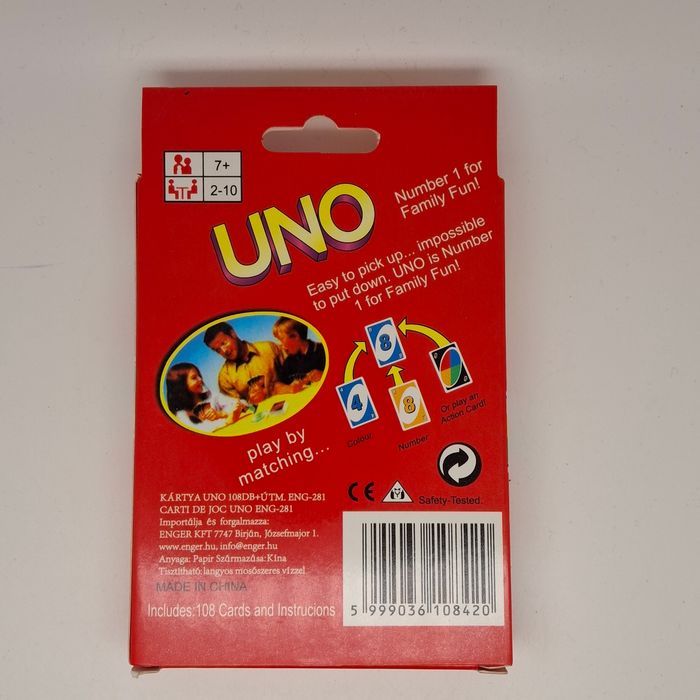 7+
2-10
UNO
Number 1 for
Family Fun!
Easy to pick up... impossible
to put down. UNO is Number
1 for Family Fun!
8
4
8
Colour
Number
Or play an
Action Card!
play by
matching...
CE
Safety-Tested.
KÁRTYA UNO 108DB+ÚTM. ENG-281
CARTI DE JOC UNO ENG-281
Importálja és forgalmazza:
ENGER KFT 7747 Birján, Józsefmajor 1.
www.enger.hu, info@enger.hu
Anyaga: Papír Származása:Kína
Tisztítható: langyos mosószeres vízzel.
MADE IN CHINA
Includes:108 Cards and Instrucions
5 999036 108420